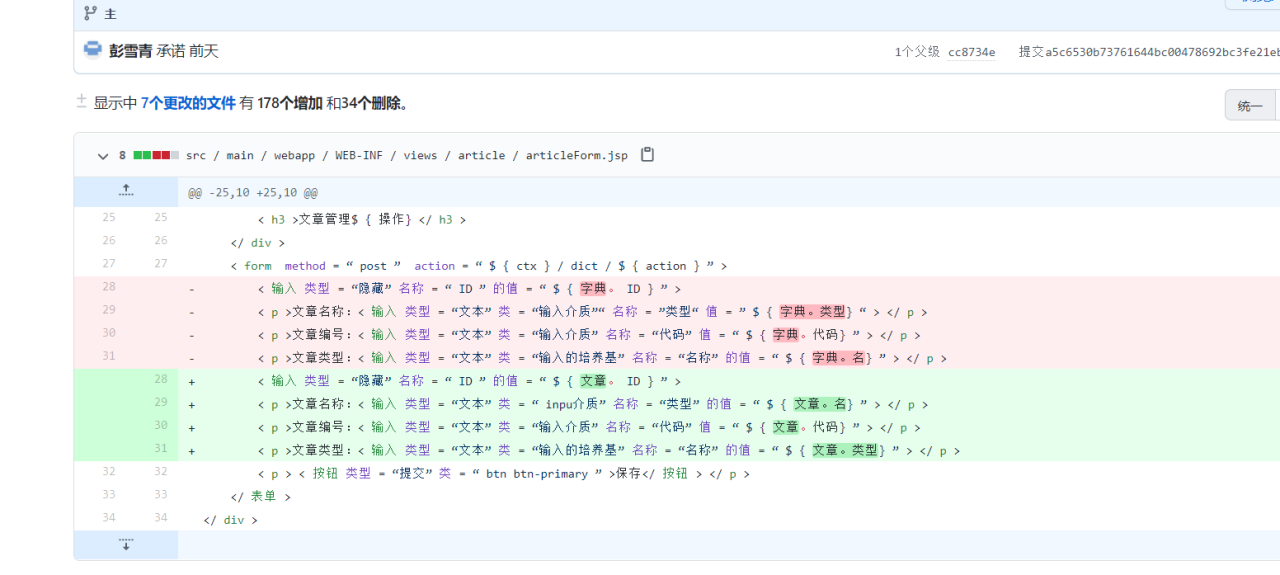 主
彭雪青 承诺 前天
1个父级 cc8734e 提交a5c6530b73761644bc00478692bc3fe21eb
显示中 7个更改的文件 有 178个增加 和34个删除。
统一
8 src / main / webapp / WEB-INF / views / article / articleForm.jsp
@@ -25,10 +25,10 @@
25 25 < h3 >文章管理$ { 操作} </ h3 >
26 26 </ div >
27 27 < form method = “ post ” action = “ $ { ctx } / dict / $ { action } ” >
28 - < 输入 类型 = “隐藏” 名称 = “ ID ” 的值 = “ $ { 字典。 ID } ” >
29 - < p >文章名称：< 输入 类型 = “文本” 类 = “输入介质”“ 名称 = ”类型“ 值 = ” $ { 字典。类型} “ > </ p >
30 - < p >文章编号：< 输入 类型 = “文本” 类 = “输入介质” 名称 = “代码” 值 = “ $ { 字典。代码} ” > </ p >
31 - < p >文章类型：< 输入 类型 = “文本” 类 = “输入的培养基” 名称 = “名称” 的值 = “ $ { 字典。名} ” > </ p >
28 + < 输入 类型 = “隐藏” 名称 = “ ID ” 的值 = “ $ { 文章。 ID } ” >
29 + < p >文章名称：< 输入 类型 = “文本” 类 = “ inpu介质” 名称 = “类型” 的值 = “ $ { 文章。名} ” > </ p >
30 + < p >文章编号：< 输入 类型 = “文本” 类 = “输入介质” 名称 = “代码” 值 = “ $ { 文章。代码} ” > </ p >
31 + < p >文章类型：< 输入 类型 = “文本” 类 = “输入的培养基” 名称 = “名称” 的值 = “ $ { 文章。类型} ” > </ p >
32 32 < p > < 按钮 类型 = “提交” 类 = “ btn btn-primary ” >保存</ 按钮 > </ p >
33 33 </ 表单 >
34 34 </ div >